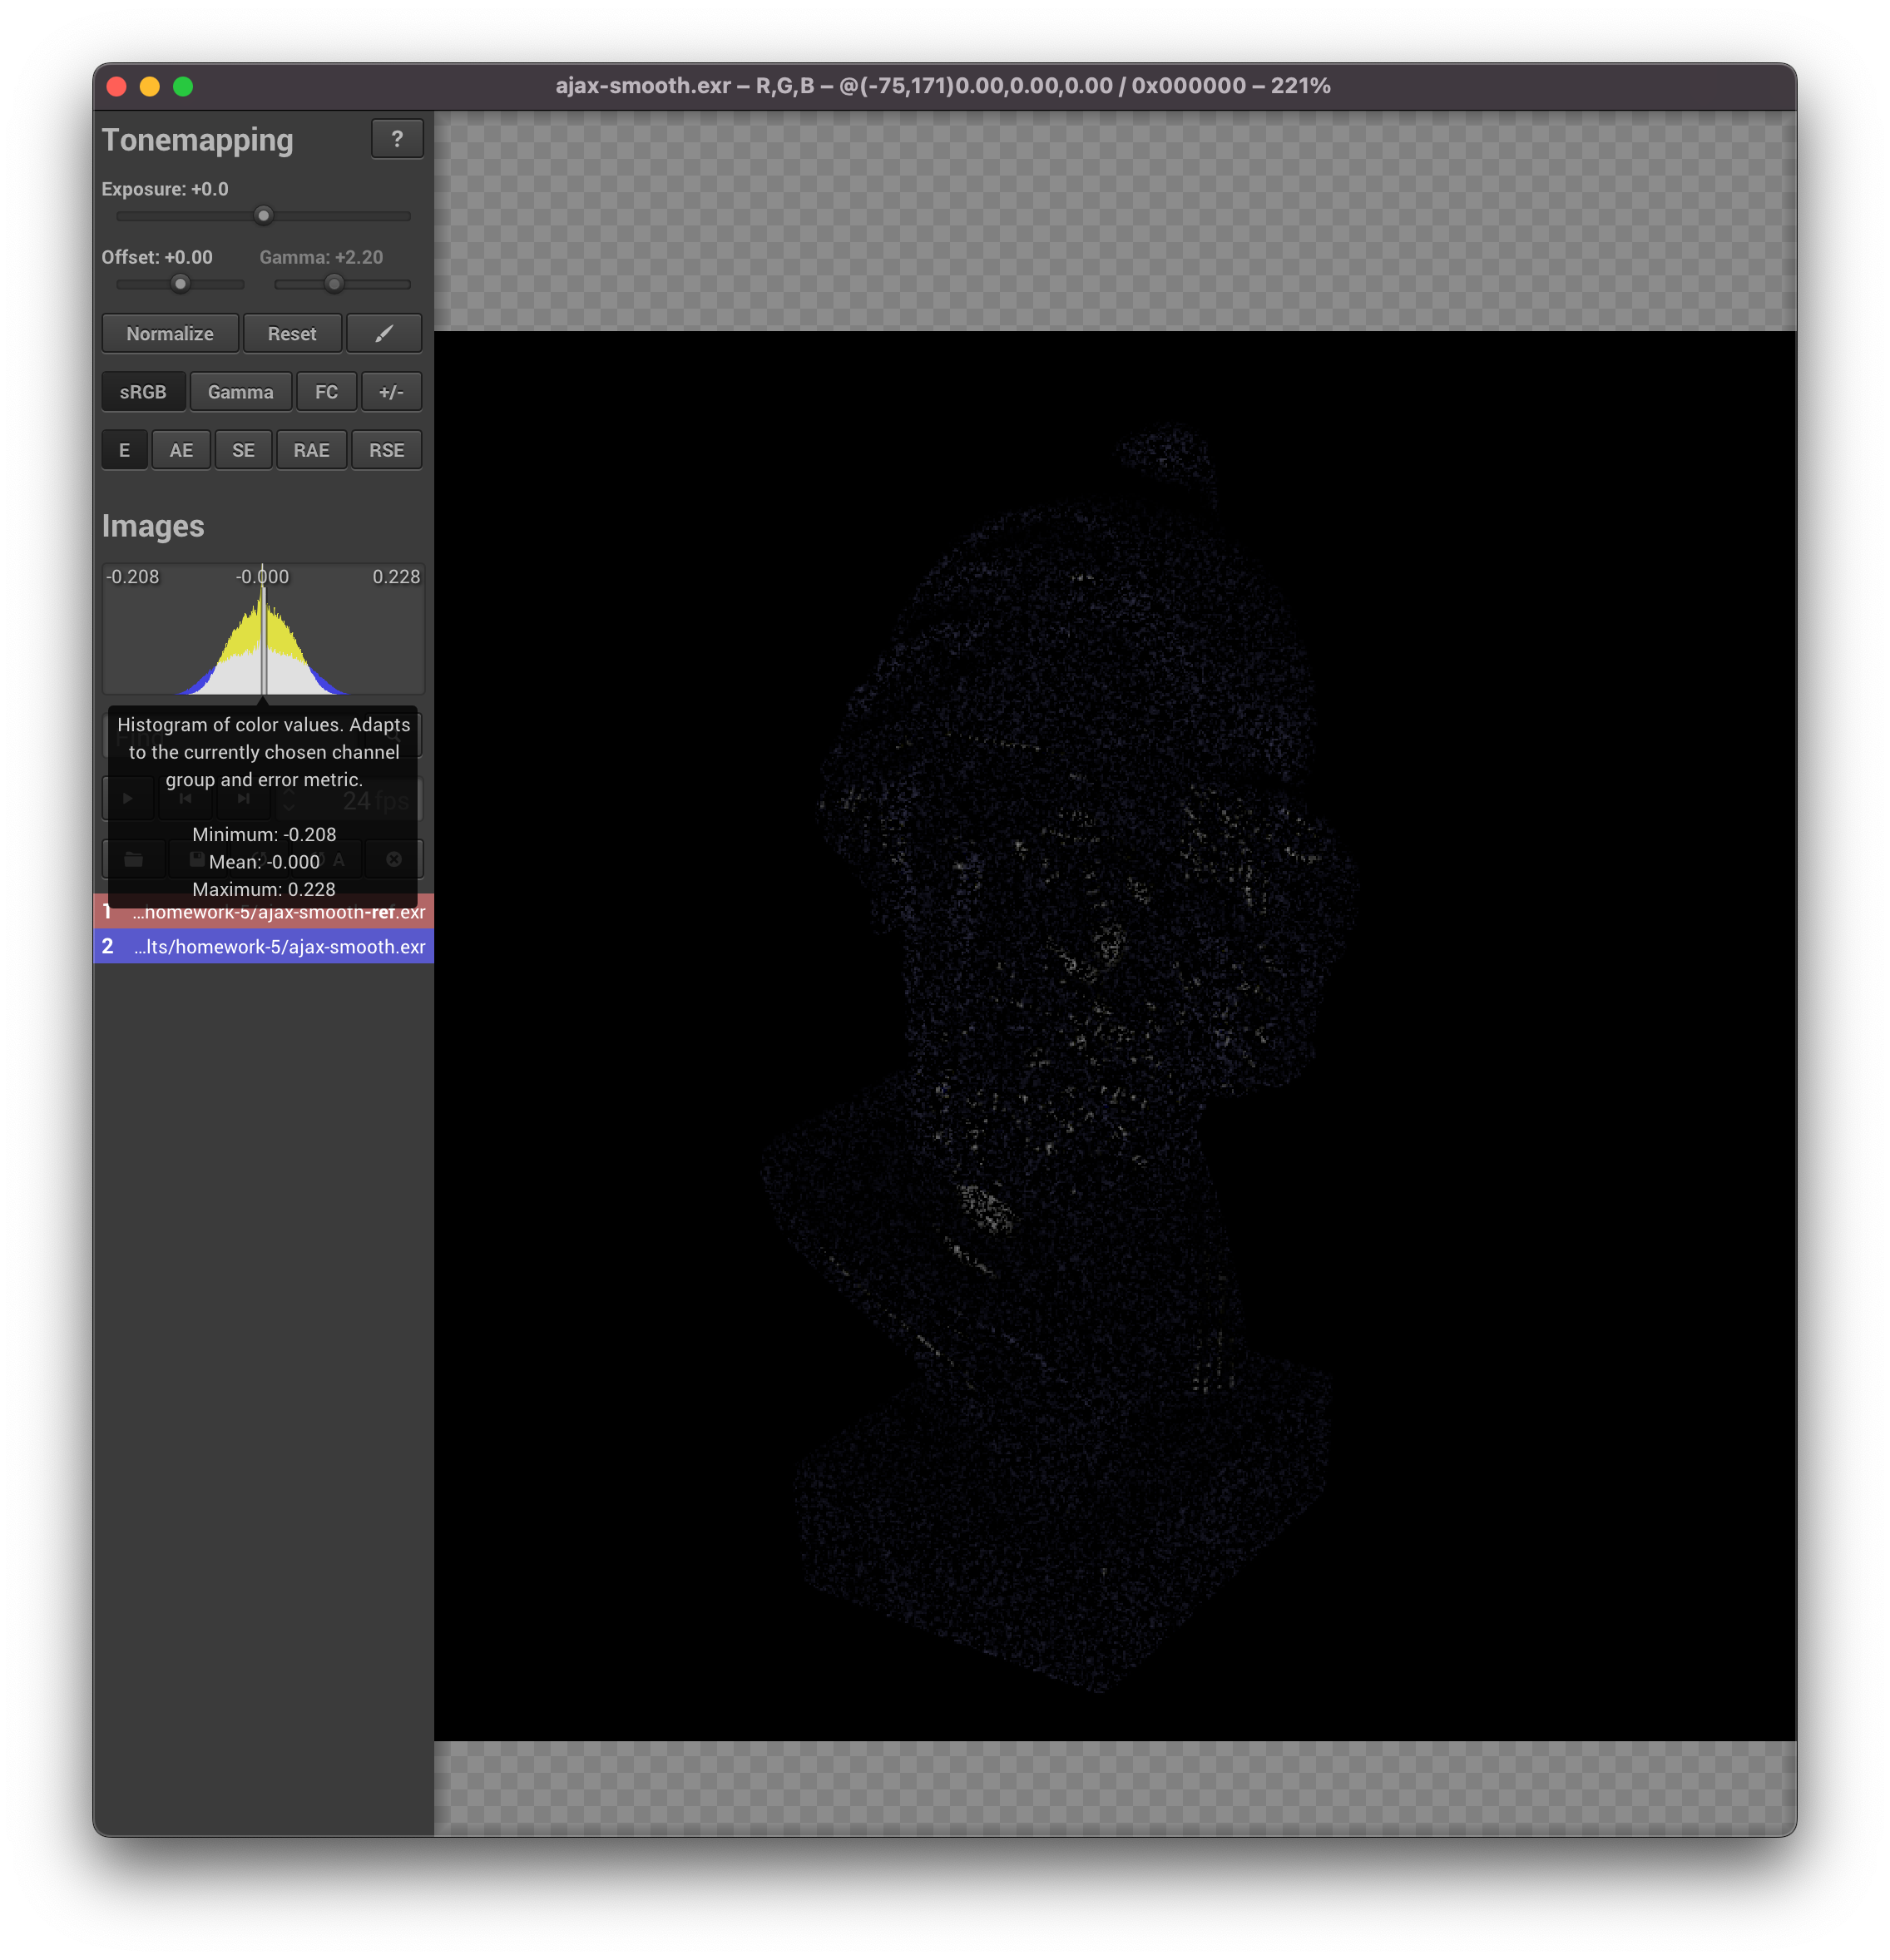 ajax-smooth.exr – R,G,B – @(-75,171)0.00,0.00,0.00 / 0x000000 – 221%
Tonemapping
?
Exposure: +0.0
Offset: +0.00 Gamma: +2.20
Normalize Reset
sRGB Gamma FC +/-
E AE SE RAE RSE
Images
-0.208 -0.000 0.228
Histogram of color values. Adapts
to the currently chosen channel
group and error metric.
24 fps
Minimum: -0.208
Mean: -0.000
A
Maximum: 0.228
1 …homework-5/ajax-smooth-ref.exr
2 …lts/homework-5/ajax-smooth.exr